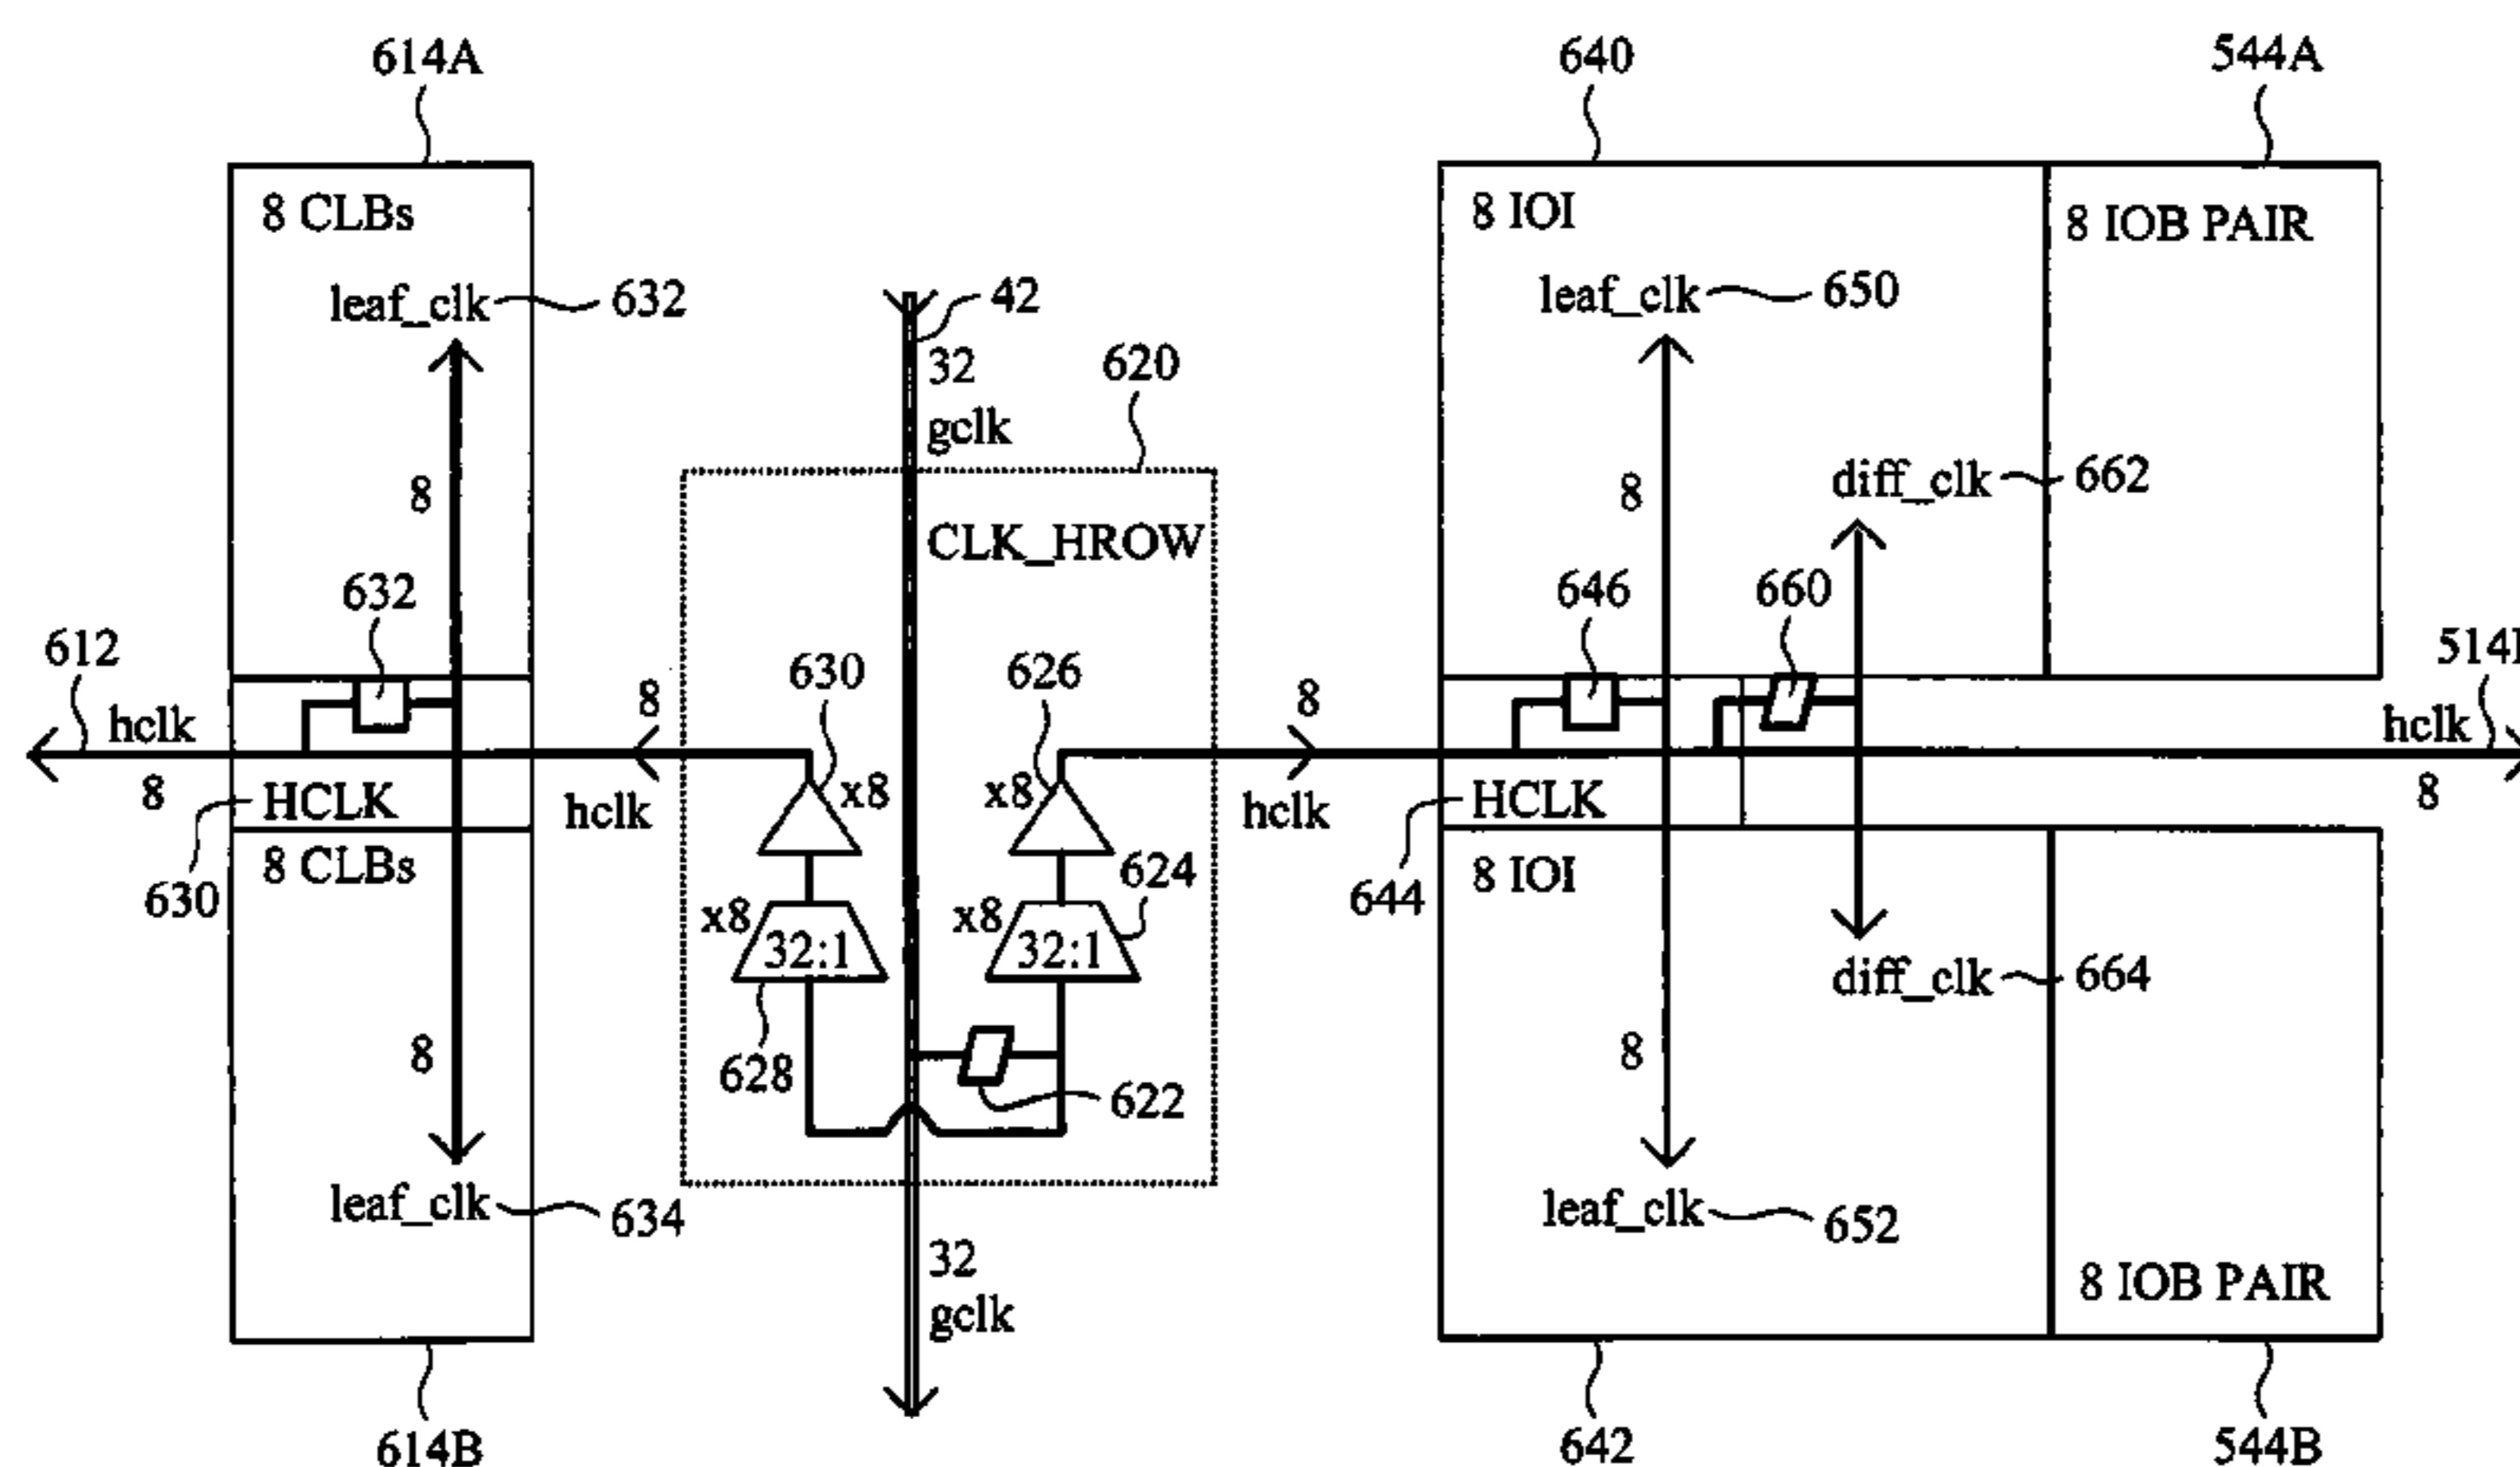 614A
640
544A
8 CLBs
8 IOI
8 IOB PAIR
leaf_clk
632
42
leaf_clk
650
32
620
gclk
8
8
diff_clk
662
CLK_HROW
632
646
660
612
630
626
hclk
8
8
hclk
8
HCLK
hclk
x8
x8
hclk
HCLK
8
630
8 CLBs
644
8 IOI
624
x8
32:1
x8
32:1
diff_clk
664
8
628
622
8
leaf_clk
634
leaf_clk
652
32
gclk
8 IOB PAIR
614B
642
544B